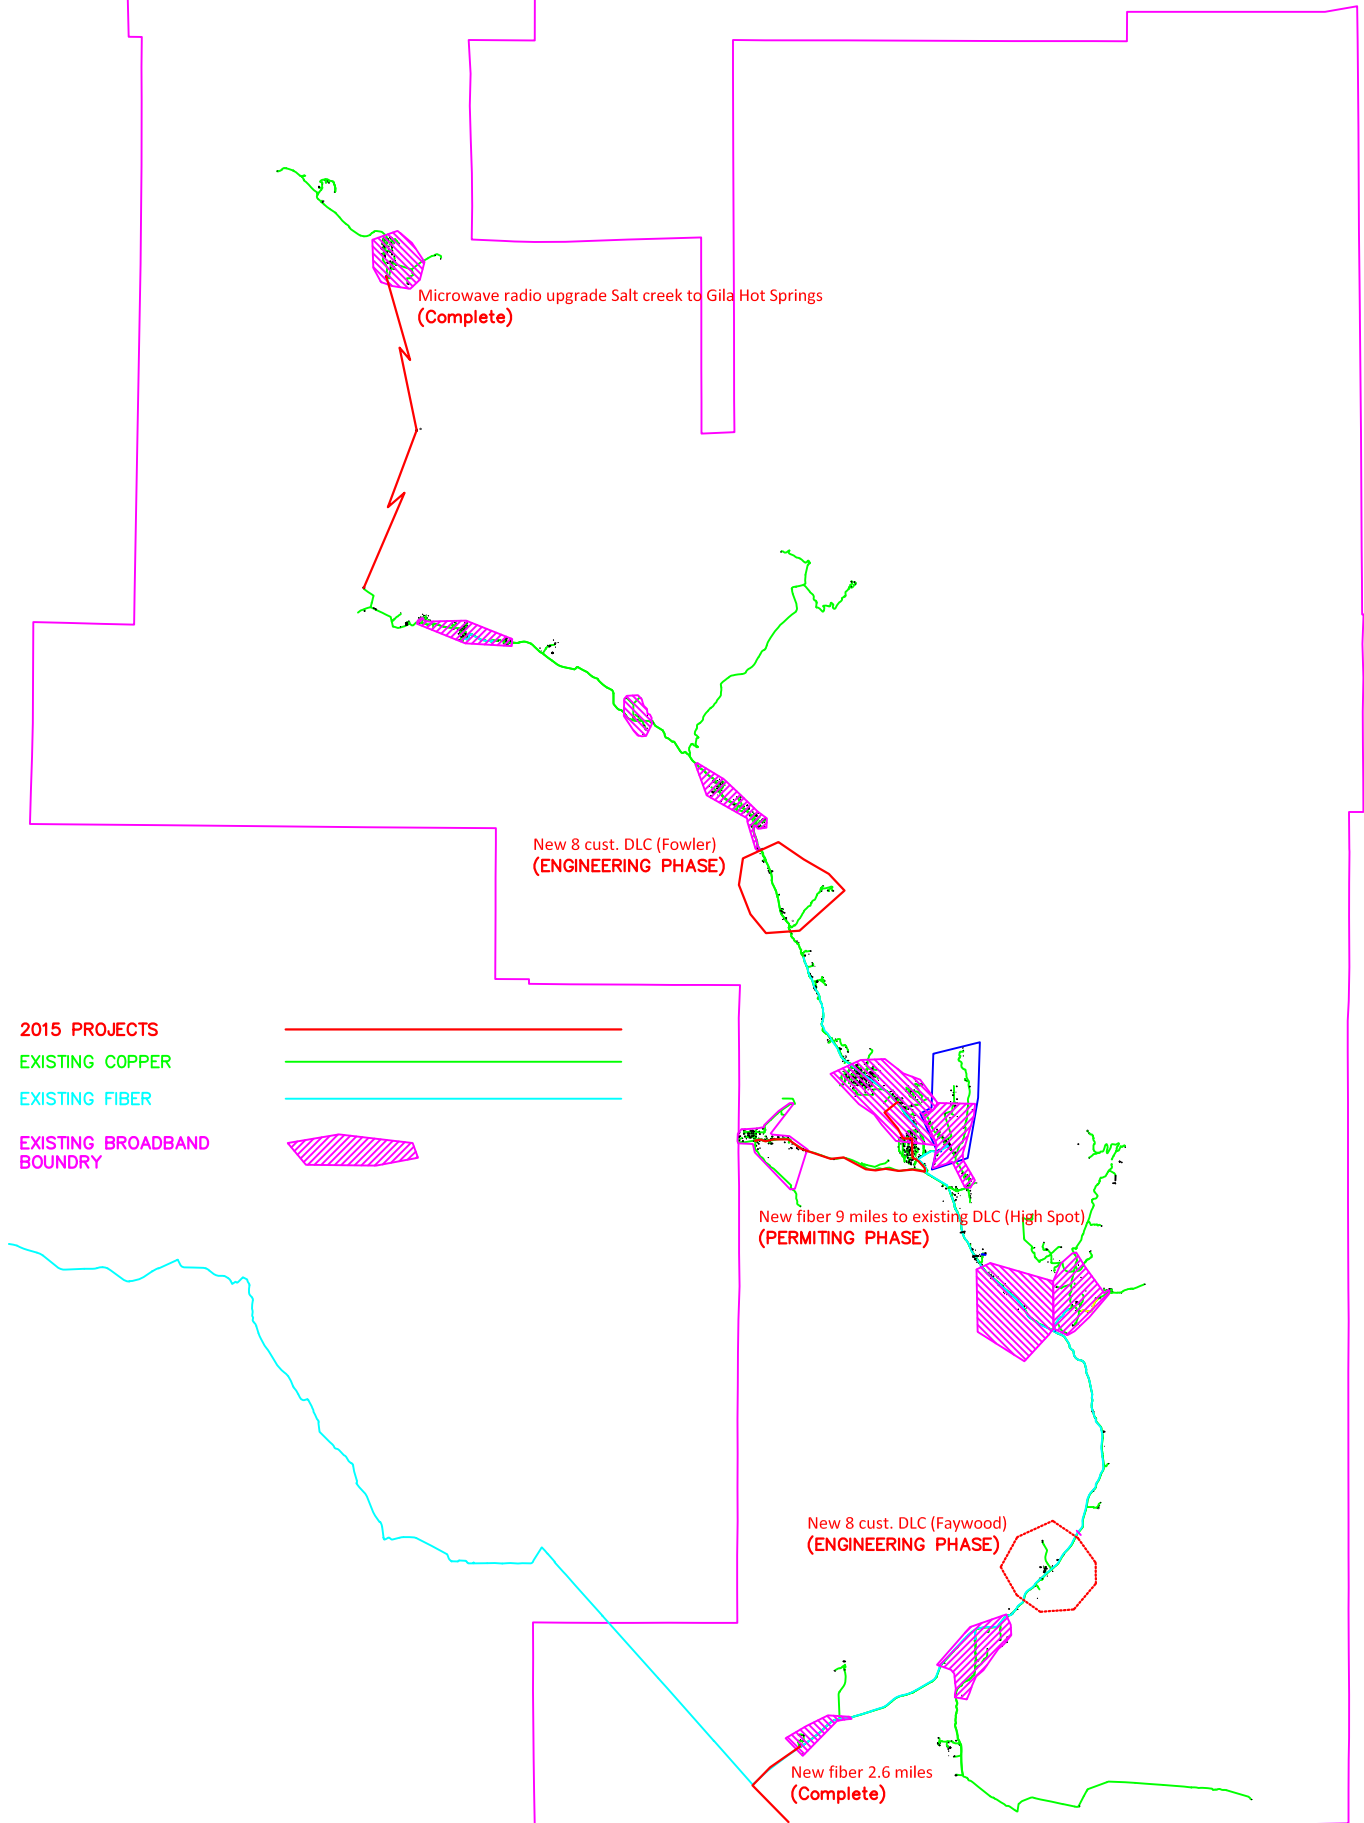 Microwave radio upgrade Salt creek to Gila Hot Springs
(Complete)
New 8 cust. DLC (Fowler)
(ENGINEERING PHASE)
2015 PROJECTS
EXISTING COPPER
EXISTING FIBER
EXISTING BROADBAND
BOUNDRY
New fiber 9 miles to existing DLC (High Spot)
(PERMITING PHASE)
New 8 cust. DLC (Faywood)
(ENGINEERING PHASE)
New fiber 2.6 miles
(Complete)